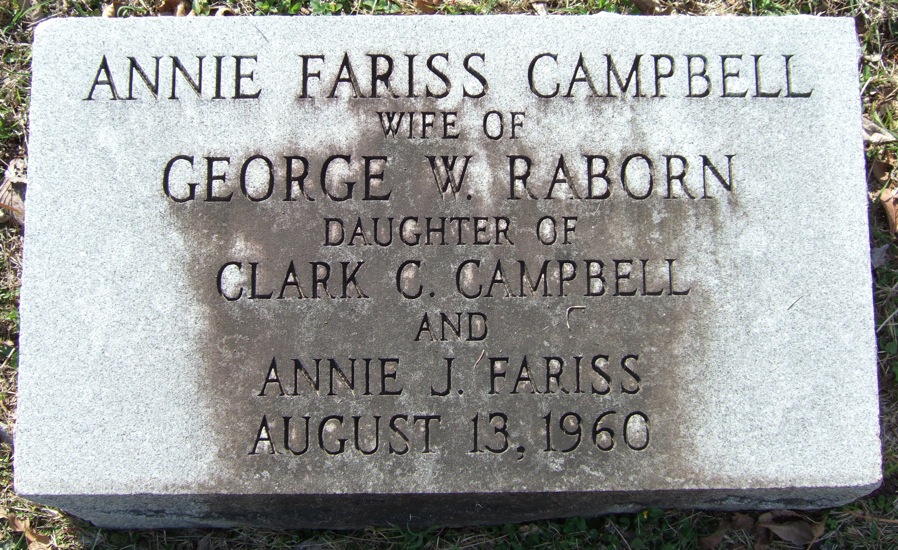 ANNIE FARISS CAMPBELL
WIFE OF
GEORGE W. RABORN
DAUGHTER OF
CLARK C. CAMPBELL
AND
ANNIE J. FARISS
AUGUST 13, 1960